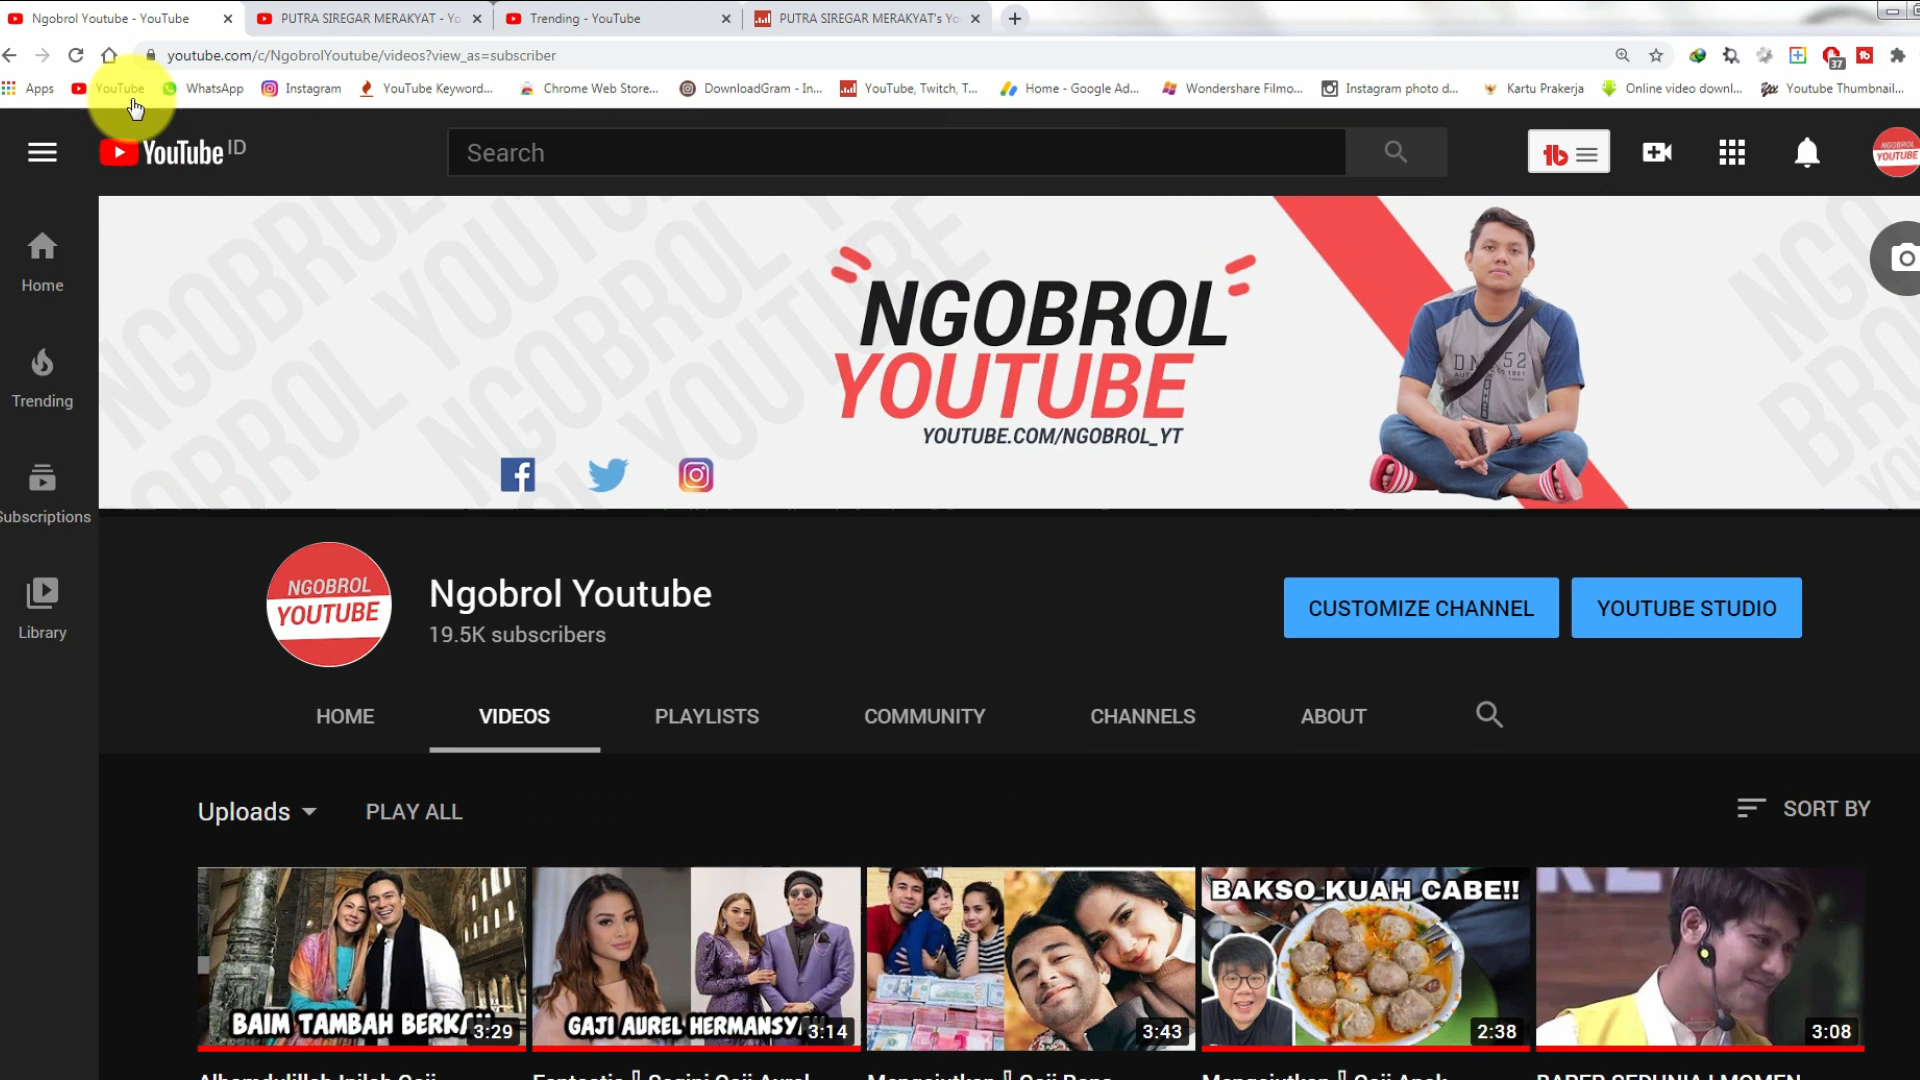 Ngobrol Youtube - YouTube
PUTRA SIREGAR MERAKYAT - Yo
Trending - YouTube
PUTRA SIREGAR MERAKYAT's Yo
youtube.com/c/NgobrolYoutube/videos?view_as=subscriber
37
Apps
YouTube
WhatsApp
Instagram
YouTube Keyword...
Chrome Web Store...
DownloadGram - In...
YouTube, Twitch, T...
Home - Google Ad...
Wondershare Filmo...
Instagram photo d...
Kartu Prakerja
Online video downl...
Youtube Thumbnail...
YouTube ID
Search
tb
NGOBROL
YOUTUBE
Home
Trending
Subscriptions
Library
NGOBROL
YOUTUBE
YOUTUBE.COM/NGOBROL_YT
NGOBROL
YOUTUBE
Ngobrol Youtube
19.5K subscribers
CUSTOMIZE CHANNEL
YOUTUBE STUDIO
HOME
VIDEOS
PLAYLISTS
COMMUNITY
CHANNELS
ABOUT
Uploads
PLAY ALL
SORT BY
BAIM TAMBAH
3:29
GAJI AUREL
3:14
3:43
BAKSO KUAH CABE!!
2:38
3:08